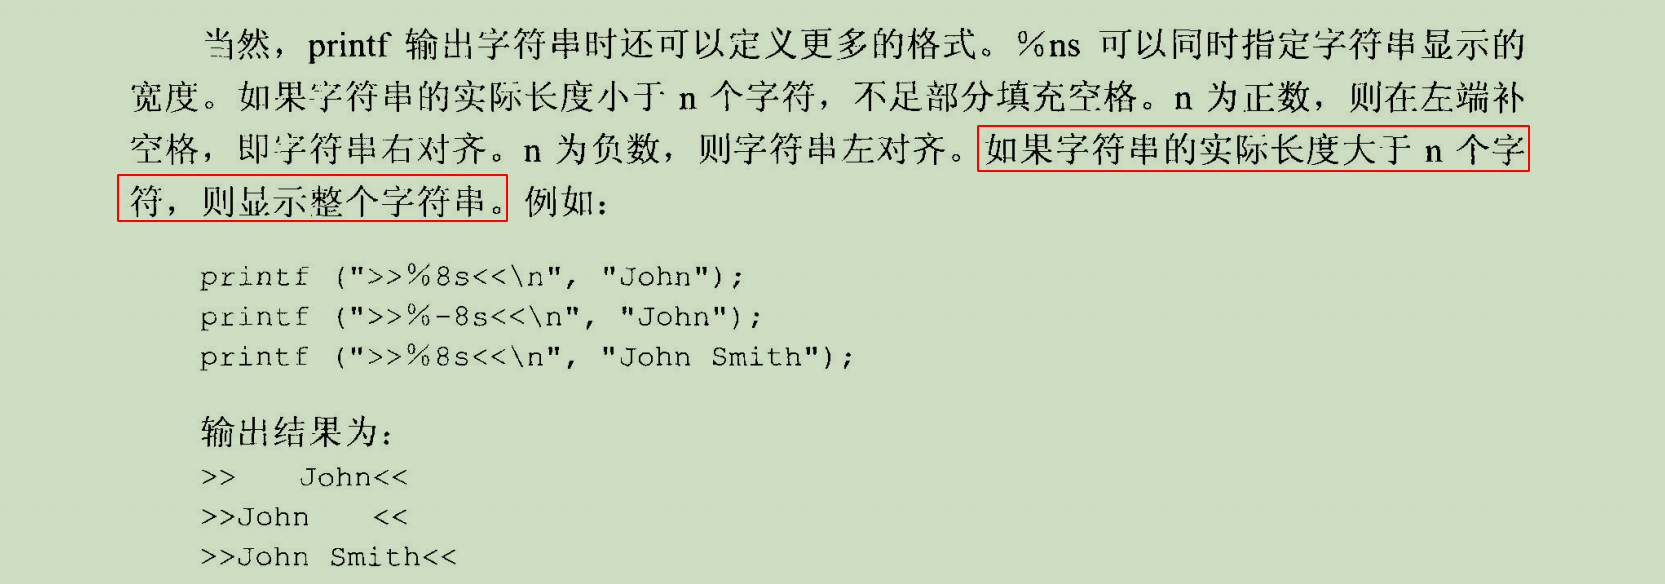 当然，printf 输出字符串时还可以定义更多的格式。%ns 可以同时指定字符串显示的
宽度。如果字符串的实际长度小于 n 个字符，不足部分填充空格。n 为正数，则在左端补
空格，即字符串右对齐。n 为负数，则字符串左对齐。如果字符串的实际长度大于 n 个字
符，则显示整个字符串。例如：
printf (">>%8s<<\n", "John");
printf (">>%-8s<<\n", "John");
printf (">>%8s<<\n", "John Smith");
输出结果为：
>>    John<<
>>John    <<
>>John Smith<<